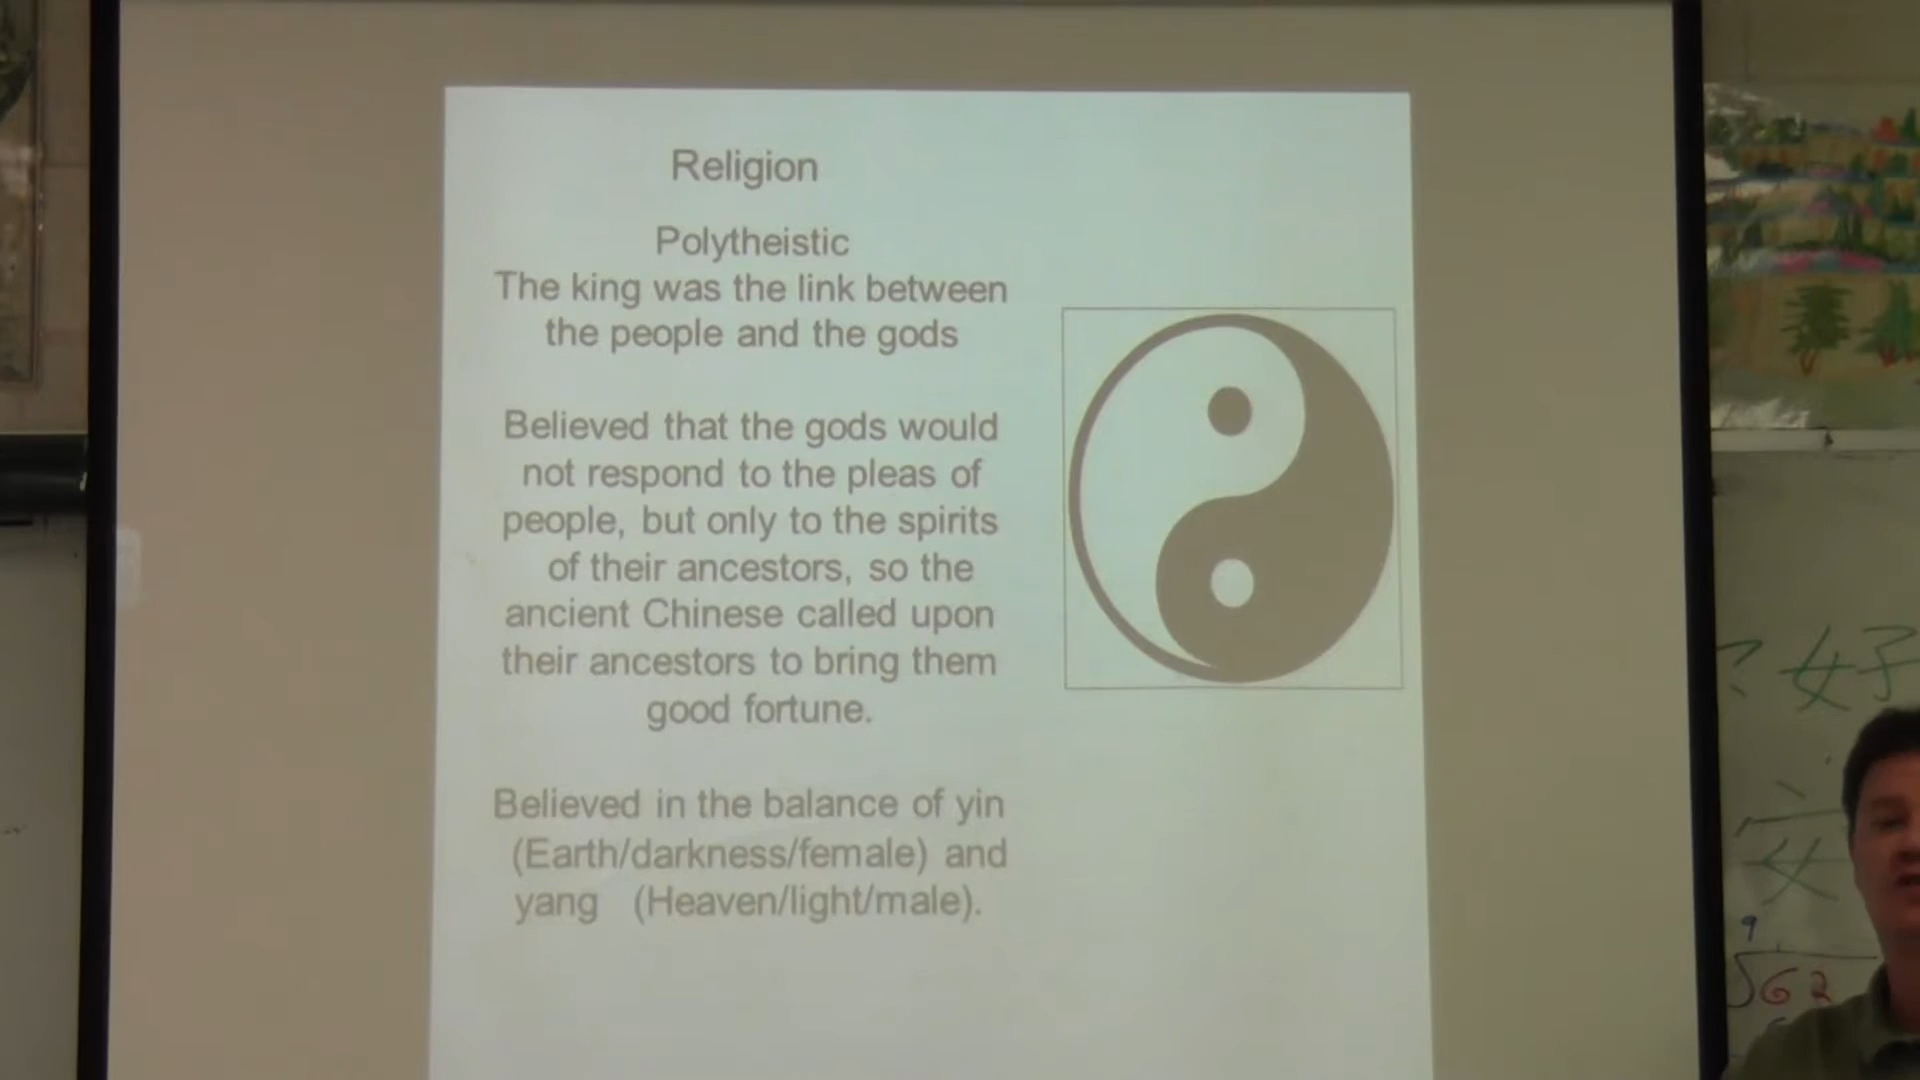 Religion
Polytheistic
The king was the link between
the people and the gods
Believed that the gods would
not respond to the pleas of
people, but only to the spirits
of their ancestors, so the
ancient Chinese called upon
their ancestors to bring them
good fortune.
Believed in the balance of yin
(Earth/darkness/female) and
yang (Heaven/light/male).
好
安
9
62